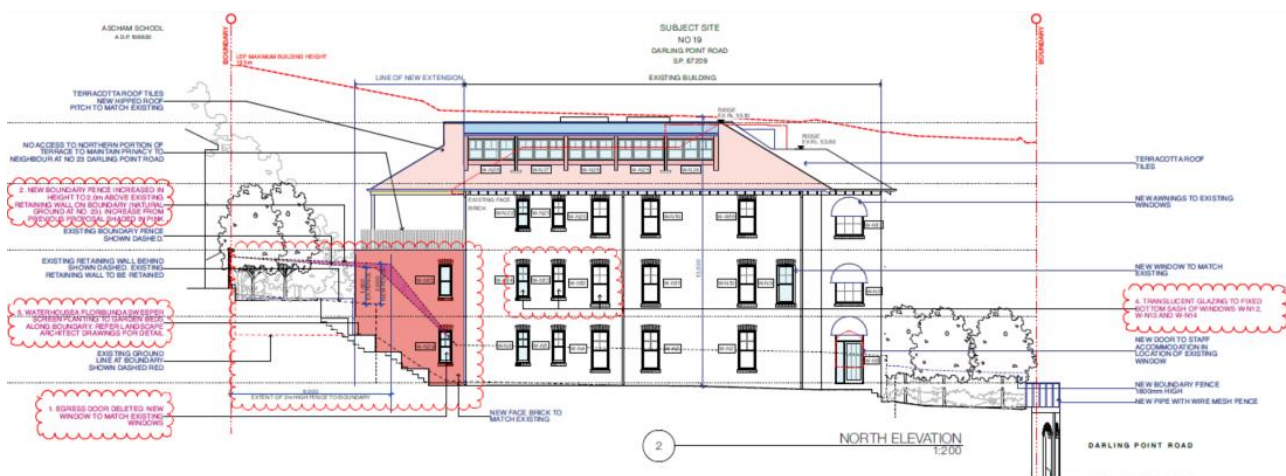 ASCHAM SCHOOL
BOUNDARY
LEP MAXIMUM BUILDING HEIGHT
SUBJECT SITE
NO 19
DARLING POINT ROAD
S.P. 67209
BOUNDARY
LINE OF NEW EXTENSION
EXISTING BUILDING
TERRACOTTA ROOF TILES
NEW HIPPED ROOF
PITCH TO MATCH EXISTING
RIDGE
RIDGE
NO ACCESS TO NORTHERN PORTION OF
TERRACE TO MAINTAIN PRIVACY TO
NEIGHBOUR AT NO 23 DARLING POINT ROAD
TERRACOTTA ROOF
TILES
2. NEW BOUNDARY FENCE INCREASED IN
HEIGHT TO 2.0m ABOVE EXISTING
RETAINING WALL ON BOUNDARY (NATURAL
GROUND AT NO. 23). INCREASE FROM
PREVIOUS PROPOSAL SHADED IN PINK
EXISTING FACE
BRICK
NEW AWNINGS TO EXISTING
WINDOWS
EXISTING BOUNDARY FENCE
SHOWN DASHED.
EXISTING RETAINING WALL BEHIND
SHOWN DASHED. EXISTING
RETAINING WALL TO BE RETAINED
NEW WINDOW TO MATCH
EXISTING
WATERHOUSEA FLORIBUNDA SWEEPER
SCREEN PLANTING TO GARDEN BEDS
ALONG BOUNDARY. REFER LANDSCAPE
ARCHITECT DRAWINGS FOR DETAIL
4. TRANSLUCENT GLAZING TO FIXED
BOTTOM SASH OF WINDOWS W-N12,
W-N13 AND W-N14
NEW DOOR TO STAFF
ACCOMMODATION IN
LOCATION OF EXISTING
WINDOW
EXISTING GROUND
LINE AT BOUNDARY
SHOWN DASHED RED
EXTENT OF 2m HIGH FENCE TO BOUNDARY
NEW BOUNDARY FENCE
1800mm HIGH
NEW PIPE WITH WIRE MESH FENCE
1. EGRESS DOOR DELETED. NEW
WINDOW TO MATCH EXISTING
WINDOWS
NEW FACE BRICK TO
MATCH EXISTING
2
NORTH ELEVATION
1:200
DARLING POINT ROAD